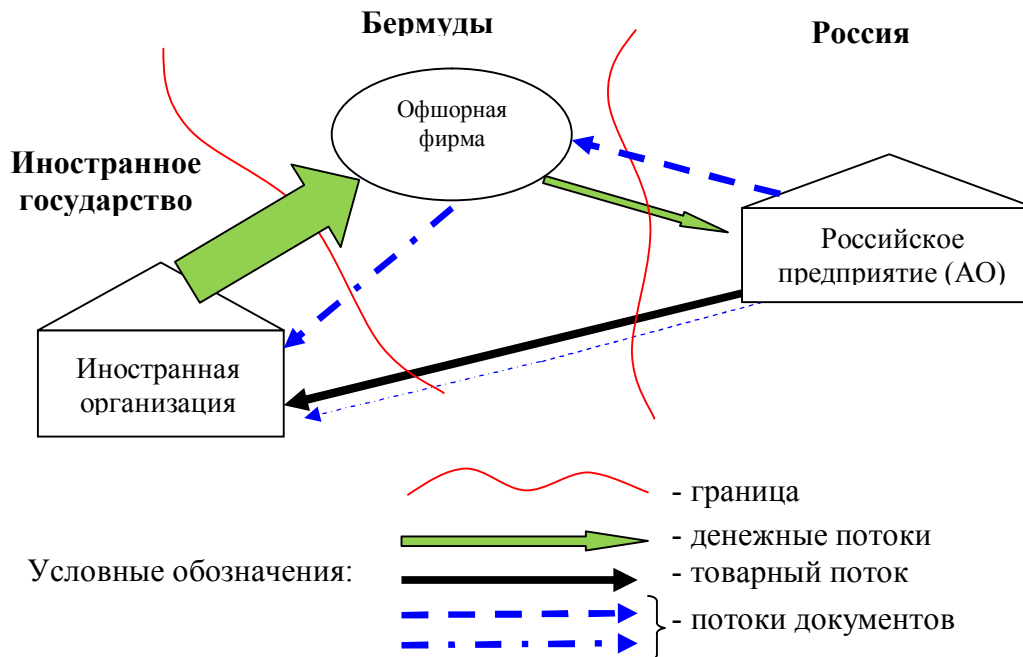 Бермуды
Россия
Офшорная
фирма
Иностранное
государство
Российское
предприятие (АО)
Иностранная
организация
- граница
- денежные потоки
Условные обозначения:
- товарный поток
- потоки документов